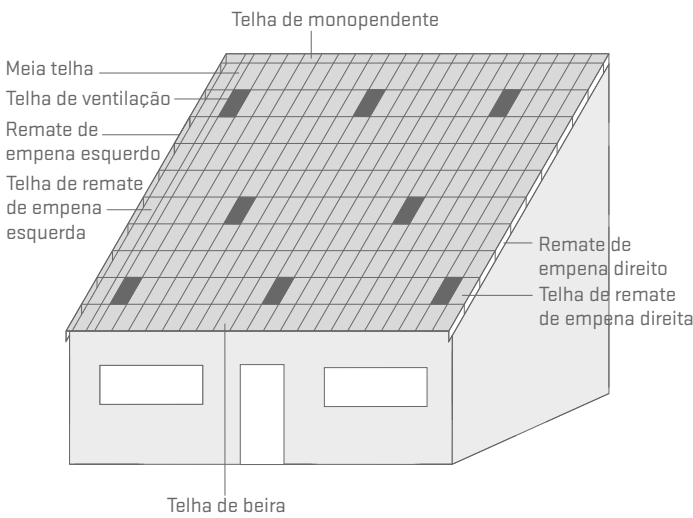 Telha de monopendente
Meia telha
Telha de ventilação
Remate de
empena esquerdo
Telha de remate
de empena
esquerda
Remate de
empena direito
Telha de remate
de empena direita
Telha de beira